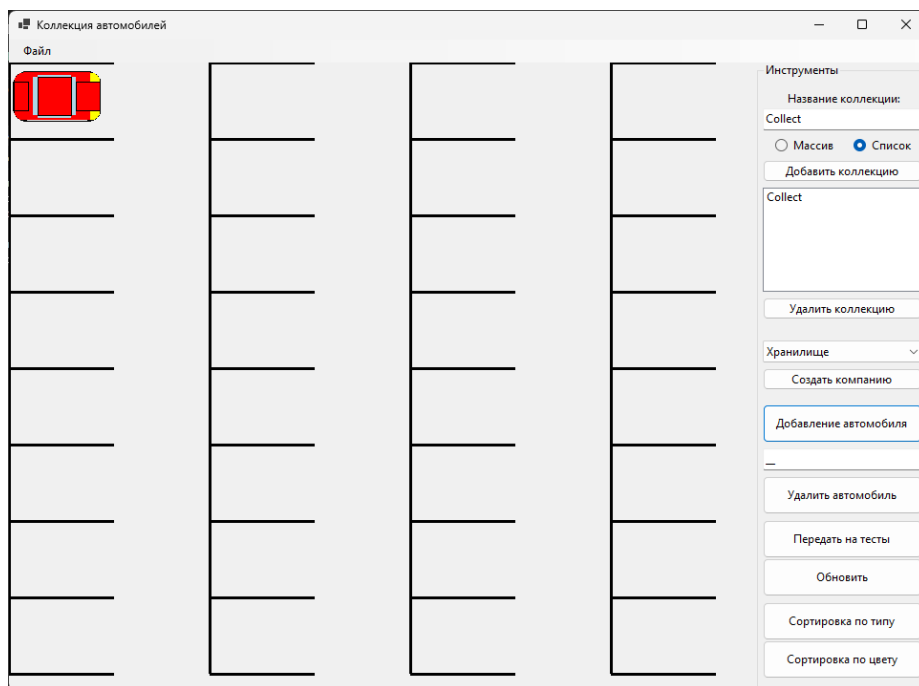 Коллекция автомобилей
Файл
Инструменты
Название коллекции:
Collect
Массив Список
Добавить коллекцию
Collect
Удалить коллекцию
Хранилище
Создать компанию
Добавление автомобиля
_
Удалить автомобиль
Передать на тесты
Обновить
Сортировка по типу
Сортировка по цвету